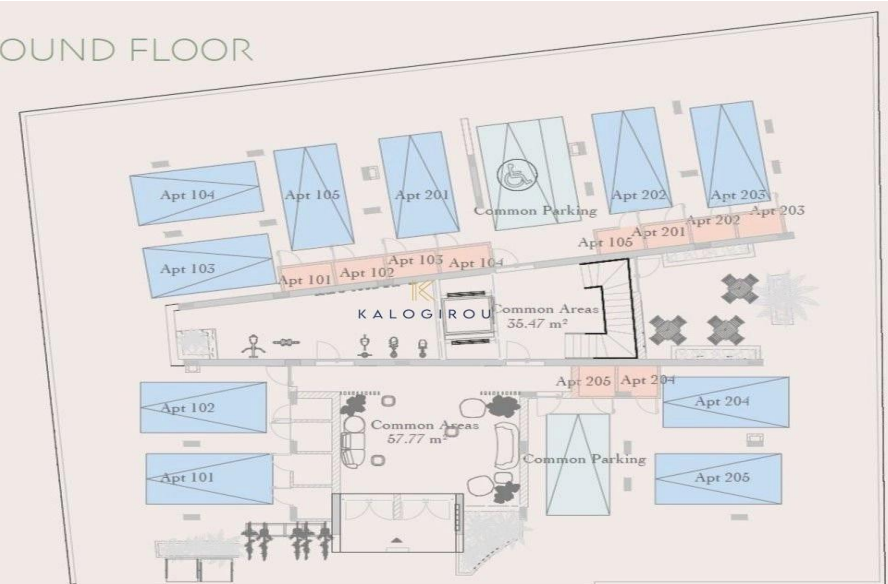 OUND FLOOR
Apt 104
Apt 105
Apt 201
Common Parking
Apt 202
Apt 203
Apt 103
Apt 101
Apt 102
Apt 103
Apt 104
Apt 105
Apt 201
Apt 202
Apt 203
KALOGIROU
Common Areas
35.47 m²
Apt 102
Apt 101
Common Areas
57.77 m²
Apt 205
Apt 204
Common Parking
Apt 204
Apt 205